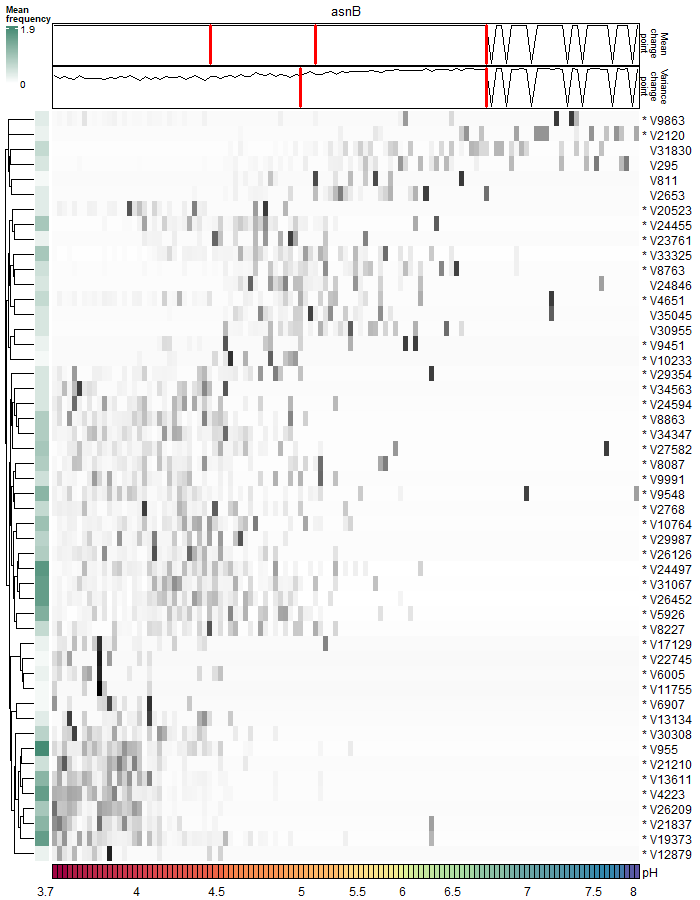 Mean
frequency
1.9
0
asnB
Mean
change
point
Variance
change
point
* V9863
* V2120
V31830
V295
V811
V2653
* V20523
* V24455
* V23761
* V33325
* V8763
V24846
* V4651
V35045
V30955
* V9451
* V10233
* V29354
* V34563
* V24594
* V8863
* V34347
* V27582
* V8087
* V9991
* V9548
* V2768
* V10764
* V29987
* V26126
* V24497
* V31067
* V26452
* V5926
* V8227
* V17129
* V22745
* V6005
* V11755
* V6907
* V13134
* V30308
* V955
* V21210
* V13611
* V4223
* V26209
* V21837
* V19373
* V12879
pH
3.7 4 4.5 5 5.5 6 6.5 7 7.5 8